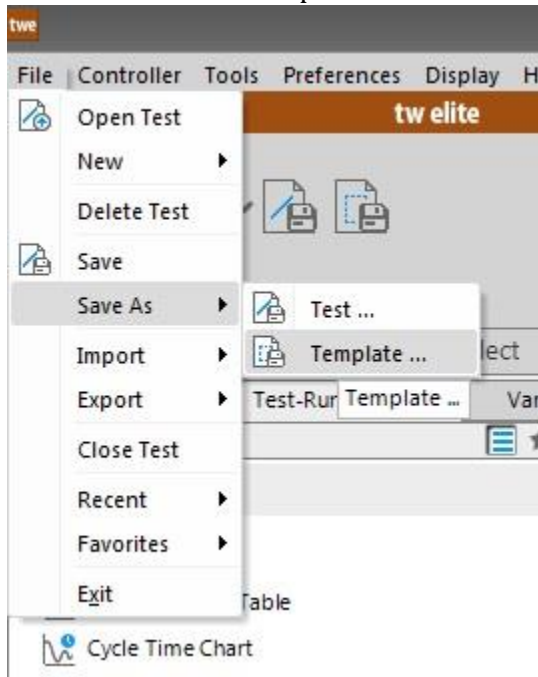 twe
File Controller Tools Preferences Display H
tw elite
Open Test
New
Delete Test
Save
Save As
Test ...
Template ...
lect
Import
Export
Test-Rur
Template ...
Var
Close Test
Recent
Favorites
Exit
Table
Cycle Time Chart